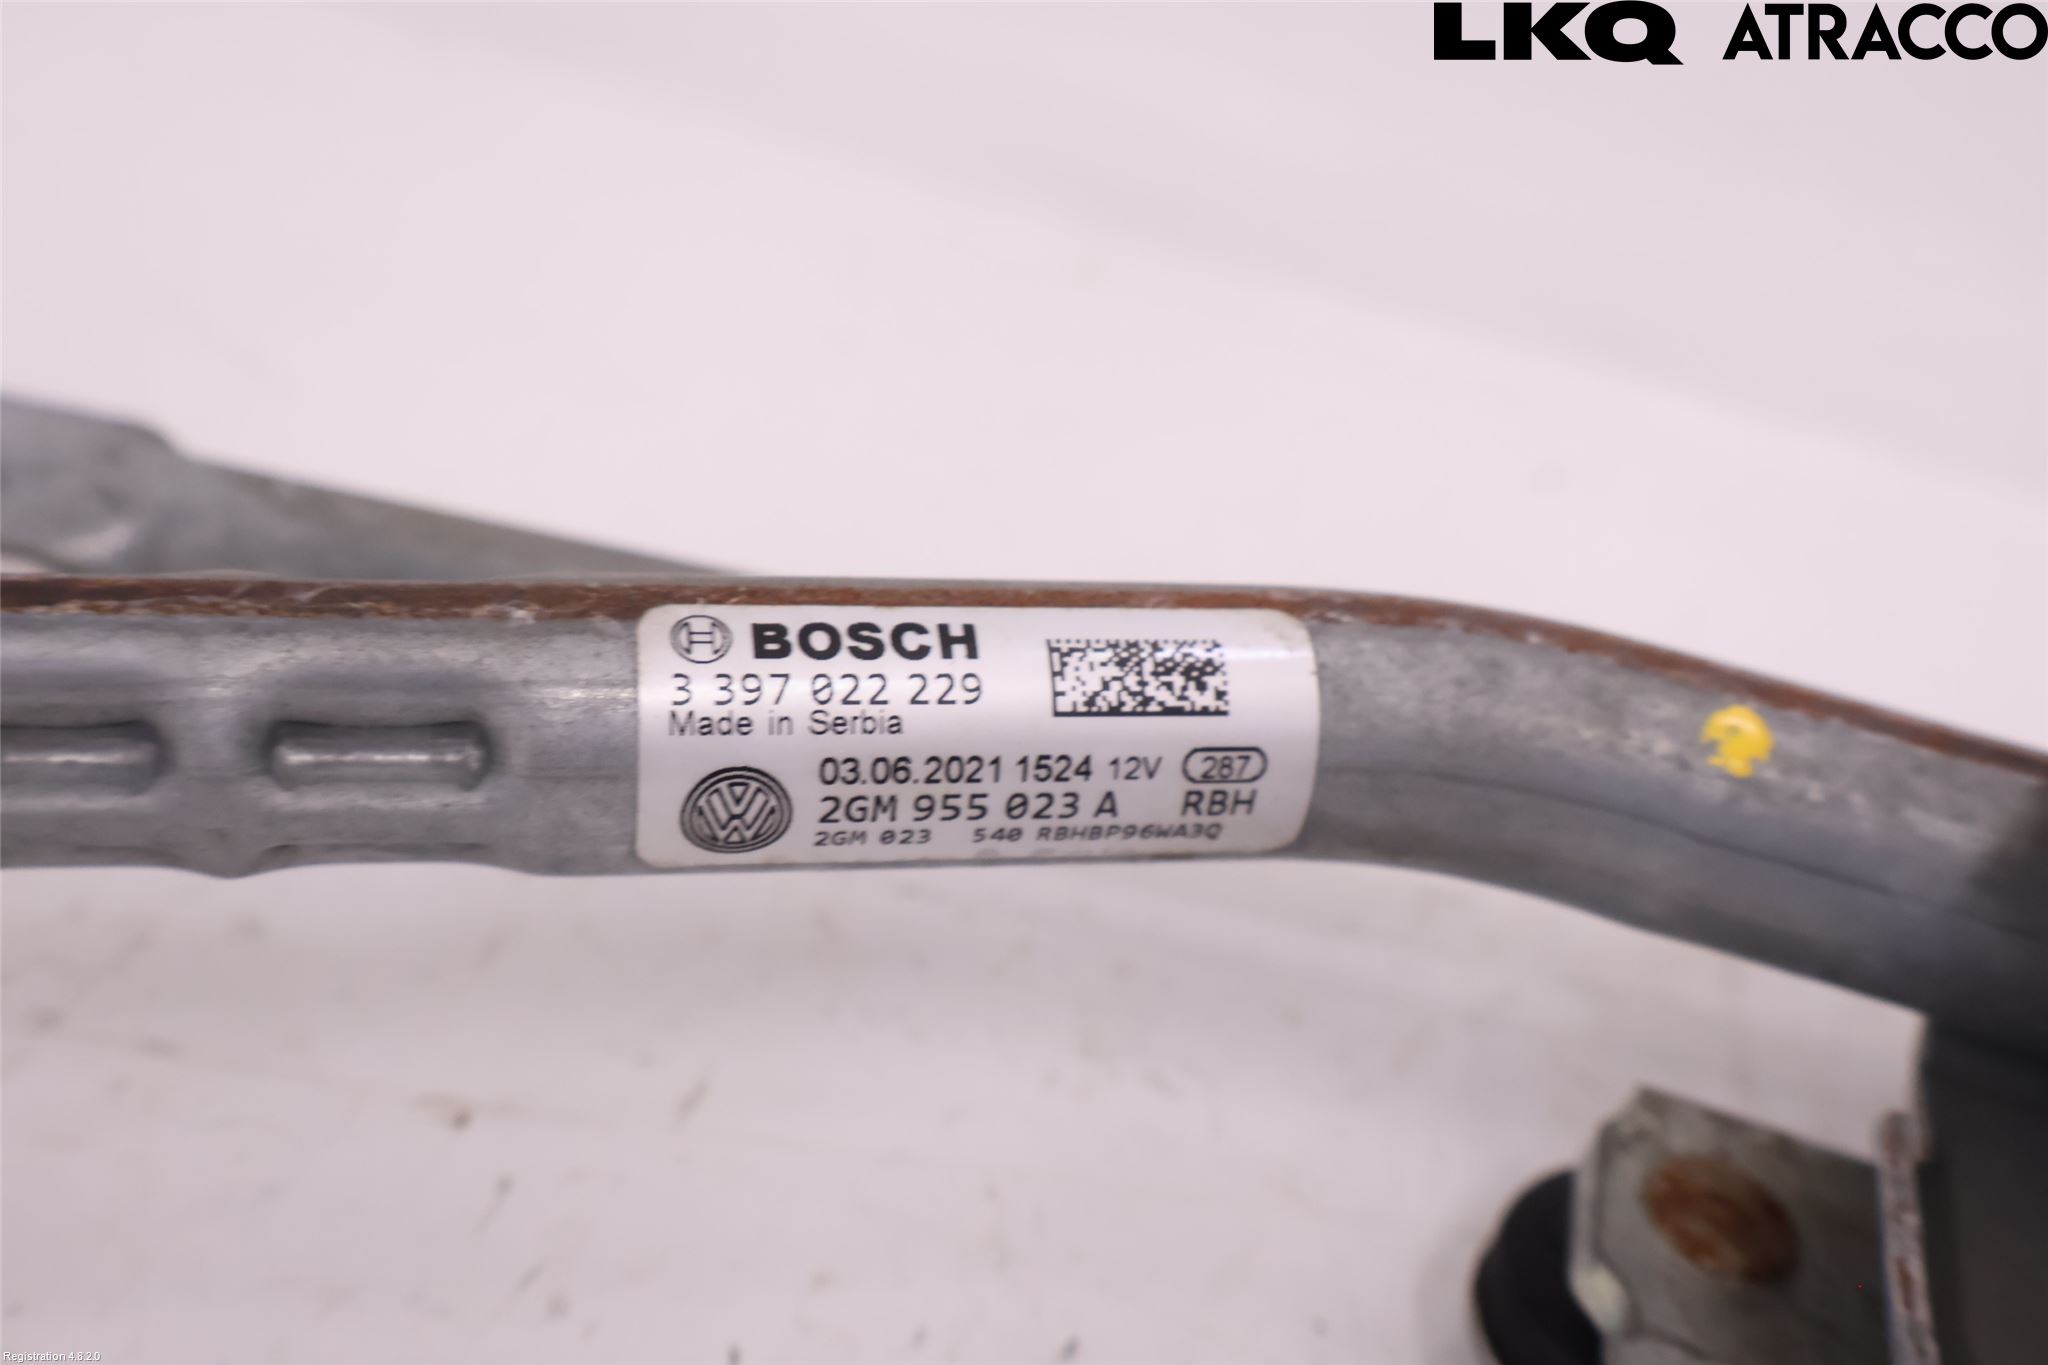 LKQ ATRACCO
BOSCH
3 397 022 229
Made in Serbia
03.06.2021 1524 12V 287
2GM 955 023 A RBH
2GM 023 540 RBHBP96WA3Q
Registration 4.8.2.0